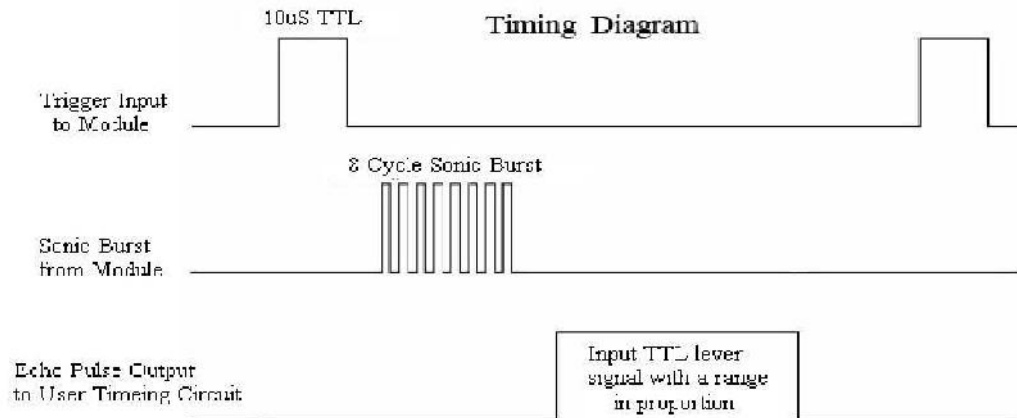 10uS TTL
Timing Diagram
Trigger Input
to Module
8 Cycle Sonic Burst
Sonic Burst
from Module
Input TTL lever
signal with a range
in proportion
Echo Pulse Output
to User Timeing Circuit